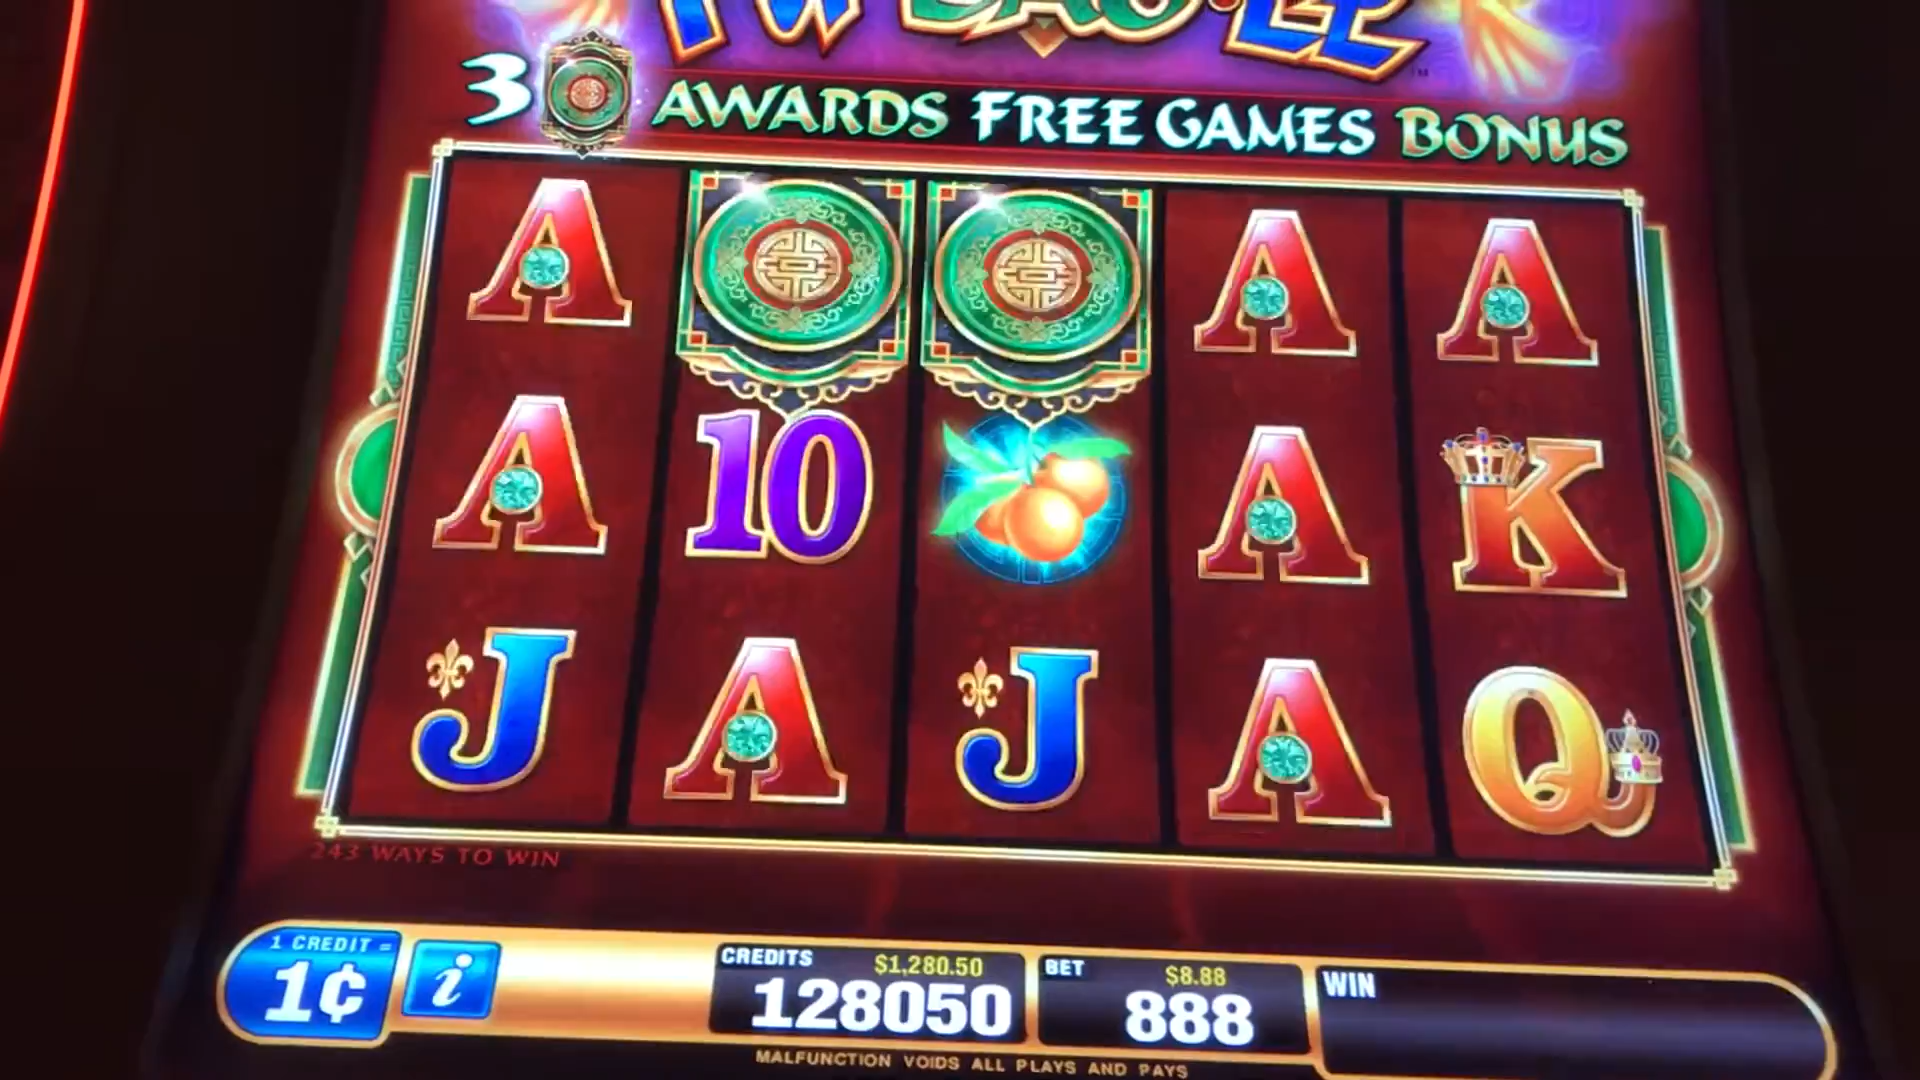 3 AWARDS FREE GAMES BONUS
A A A
A 10 A K
J A J A Q
243 WAYS TO WIN
1 CREDIT =
1¢
i
CREDITS $1,280.50
128050
BET $8.88
888
WIN
MALFUNCTION VOIDS ALL PLAYS AND PAYS